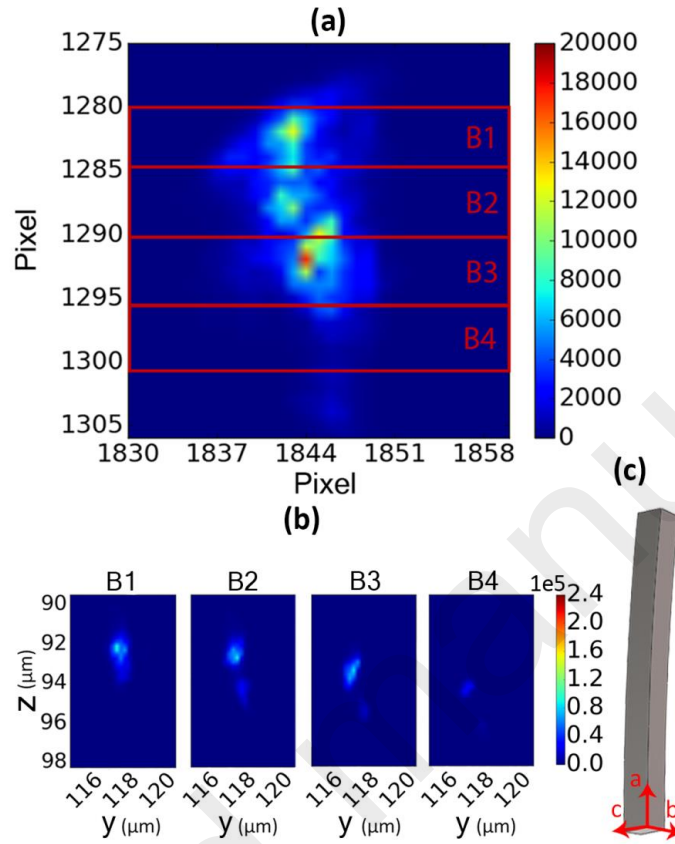 (a)
1275
1280
1285
1290
1295
1300
1305
Pixel
1830 1837 1844 1851 1858
Pixel
B1
B2
B3
B4
20000
18000
16000
14000
12000
10000
8000
6000
4000
2000
0
(b)
(c)
B1 B2 B3 B4
90
92
94
96
98
z (μm)
116 118 120 116 118 120 116 118 120 116 118 120
y (μm) y (μm) y (μm) y (μm)
1e5
2.4
2.0
1.6
1.2
0.8
0.4
0.0
a
c b